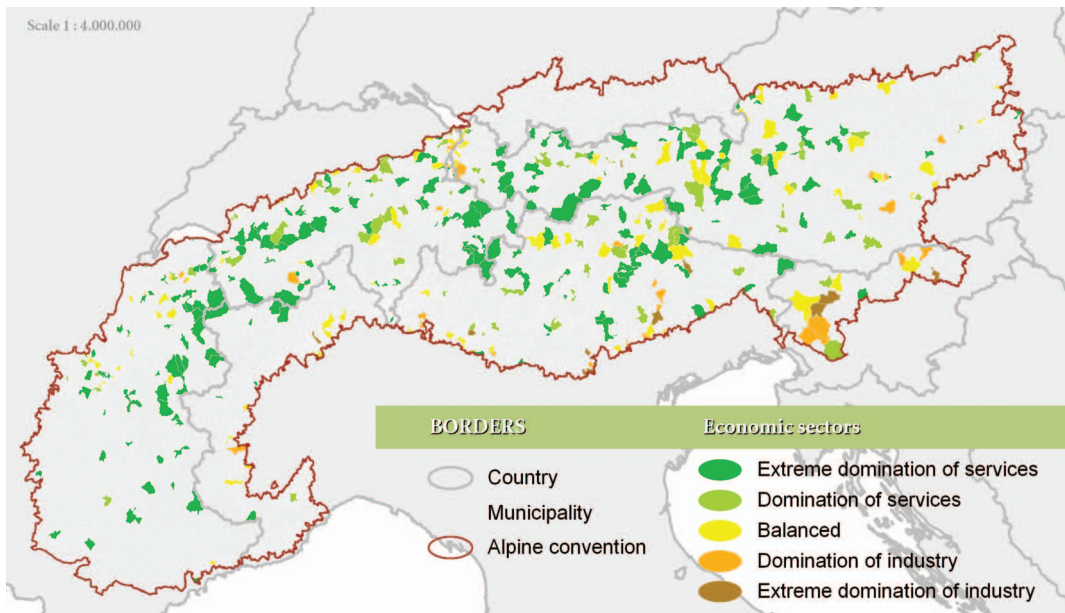 Scale 1 : 4.000.000
BORDERS
Country
Municipality
Alpine convention
Economic sectors
Extreme domination of services
Domination of services
Balanced
Domination of industry
Extreme domination of industry